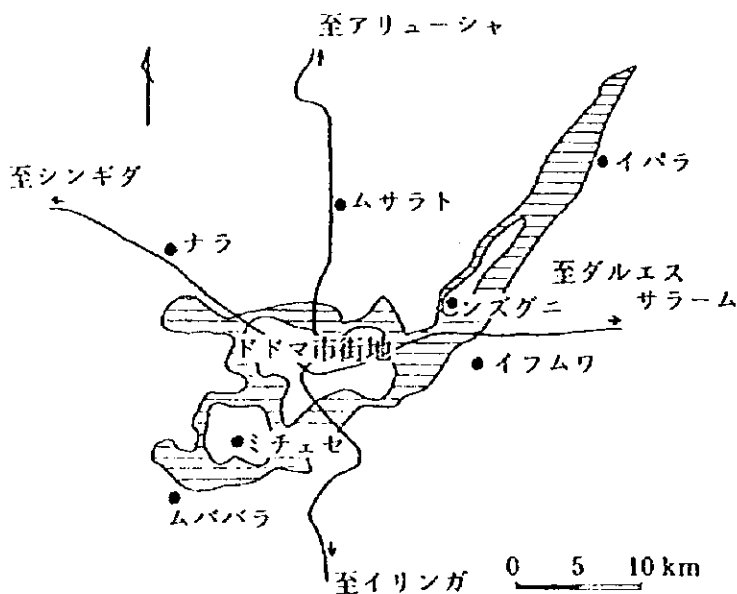 至アリューシャ
イパラ
至シンギダ
ムサラト
ナラ
至ダルエス
サラーム
ンズグニ
ドドマ市街地
イフムワ
ミチェセ
ムババラ
0 5 10 km
至イリンガ